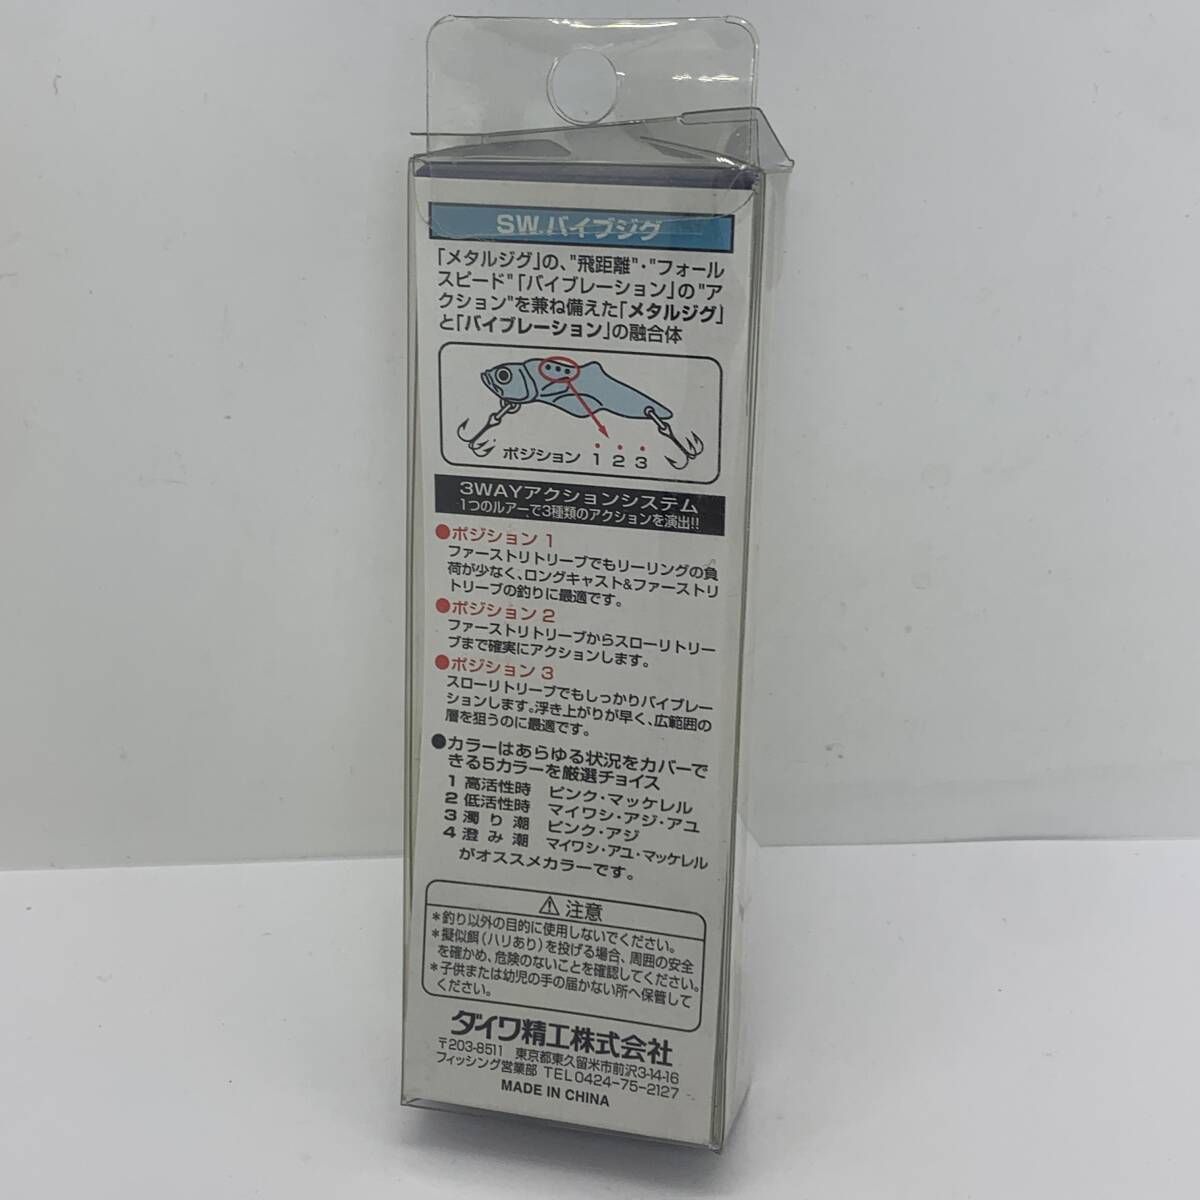 SW.バイブジグ
「メタルジグ」の、"飛距離"・"フォール
スピード"「バイブレーション」の"ア
クション"を兼ね備えた「メタルジグ」
と「バイブレーション」の融合体
ポジション 1 2 3
3WAYアクションシステム
1つのルアーで3種類のアクションを演出!!
●ポジション 1
ファーストリトリーブでもリーリングの負
荷が少なく、ロングキャスト&ファーストリ
トリーブの釣りに最適です。
●ポジション 2
ファーストリトリーブからスローリトリー
ブまで確実にアクションします。
●ポジション 3
スローリトリーブでもしっかりバイブレー
ションします。浮き上がりが早く、広範囲の
層を狙うのに最適です。
●カラーはあらゆる状況をカバーで
きる5カラーを厳選チョイス
1 高活性時 ピンク・マッケレル
2 低活性時 マイワシ・アジ・アユ
3 濁り潮 ピンク・アジ
4 澄み潮 マイワシ・アユ・マッケレル
がオススメカラーです。
⚠注意
*釣り以外の目的に使用しないでください。
*擬似餌(ハリあり)を投げる場合、周囲の安全
を確かめ、危険のないことを確認してください。
*子供または幼児の手の届かない所へ保管して
ください。
ダイワ精工株式会社
〒203-8511 東京都東久留米市前沢3-14-16
フィッシング営業部 TEL0424-75-2127
MADE IN CHINA